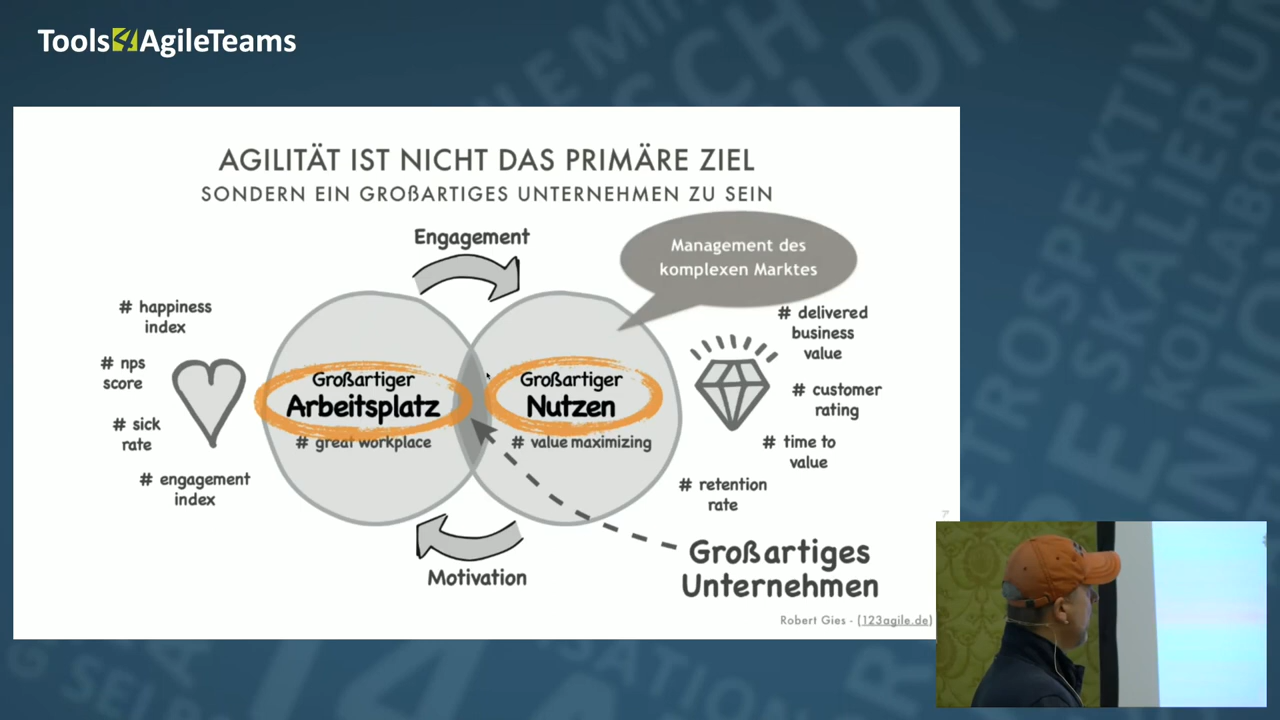 Tools4AgileTeams
AGILITÄT IST NICHT DAS PRIMÄRE ZIEL
SONDERN EIN GROßARTIGES UNTERNEHMEN ZU SEIN
Engagement
Management des
komplexen Marktes
# happiness
index
# nps
score
# sick
rate
# engagement
index
Großartiger
Arbeitsplatz
# great workplace
Großartiger
Nutzen
# value maximizing
# delivered
business
value
# customer
rating
# time to
value
# retention
rate
Motivation
Großartiges
Unternehmen
7
Robert Gies - (123agile.de)